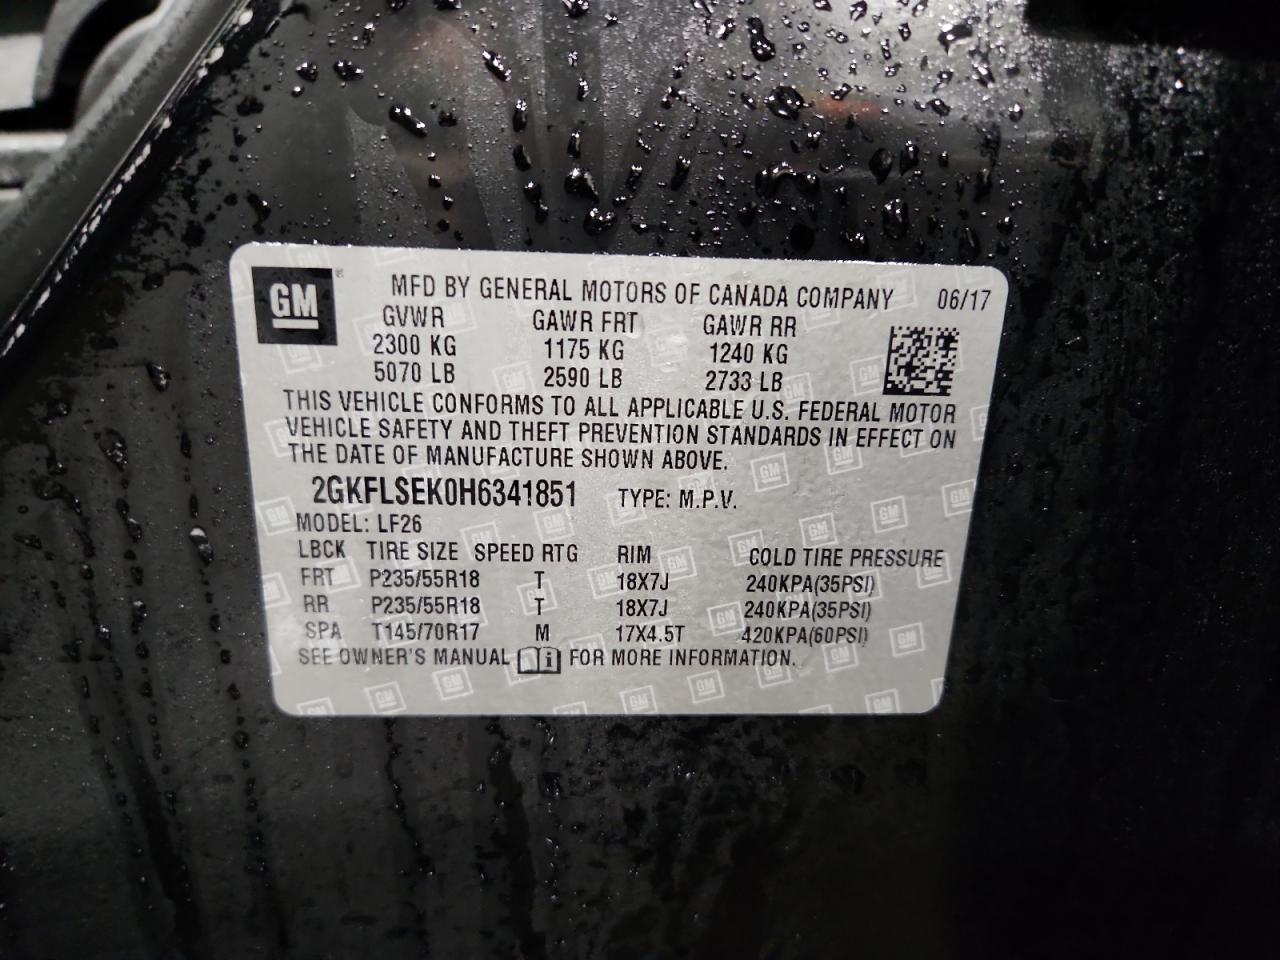 GM ® MFD BY GENERAL MOTORS OF CANADA COMPANY 06/17
GVWR GAWR FRT GAWR RR
2300 KG 1175 KG 1240 KG
5070 LB 2590 LB 2733 LB
THIS VEHICLE CONFORMS TO ALL APPLICABLE U.S. FEDERAL MOTOR
VEHICLE SAFETY AND THEFT PREVENTION STANDARDS IN EFFECT ON
THE DATE OF MANUFACTURE SHOWN ABOVE.
2GKFLSEK0H6341851 TYPE: M.P.V.
MODEL: LF26
LBCK TIRE SIZE SPEED RTG RIM COLD TIRE PRESSURE
FRT P235/55R18 T 18X7J 240KPA(35PSI)
RR P235/55R18 T 18X7J 240KPA(35PSI)
SPA T145/70R17 M 17X4.5T 420KPA(60PSI)
SEE OWNER'S MANUAL i FOR MORE INFORMATION.